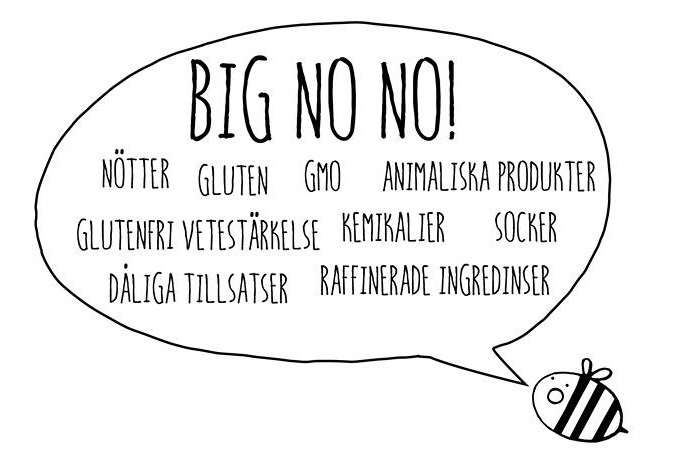 BIG NO NO!
NÖTTER GLUTEN GMO ANIMALISKA PRODUKTER
GLUTENFRI VETESTÄRKELSE KEMIKALIER SOCKER
DÅLIGA TILLSATSER RAFFINERADE INGREDINSER